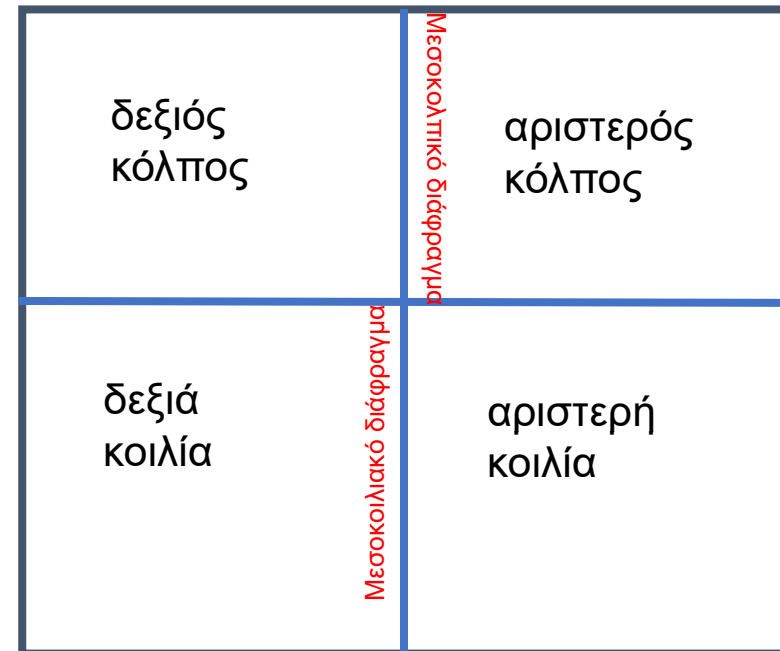 δεξιός
κόλπος
Μεσοκολπικό διάφραγμα
αριστερός
κόλπος
δεξιά
κοιλία
Μεσοκοιλιακό διάφραγμα
αριστερή
κοιλία